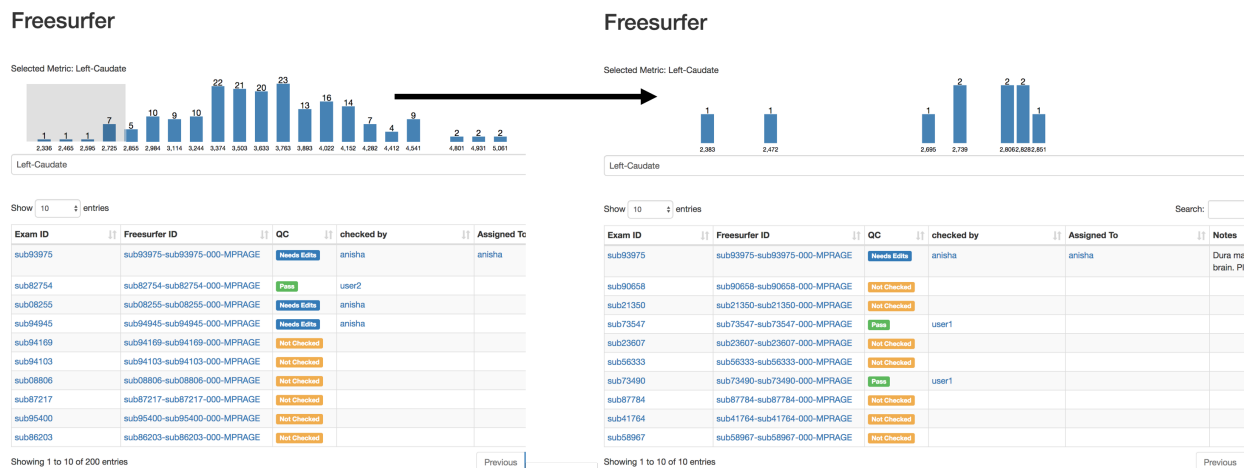 Freesurfer
Selected Metric: Left-Caudate
1 1 1 7 5 10 9 10 22 21 20 23 13 16 14 7 4 9 2 2 2
2,336 2,465 2,595 2,725 2,855 2,984 3,114 3,244 3,374 3,503 3,633 3,763 3,893 4,022 4,152 4,282 4,412 4,541 4,801 4,931 5,061
Left-Caudate
Show 10 entries
Exam ID Freesurfer ID QC checked by Assigned To
sub93975 sub93975-sub93975-000-MPRAGE Needs Edits anisha anisha
sub82754 sub82754-sub82754-000-MPRAGE Pass user2
sub08255 sub08255-sub08255-000-MPRAGE Needs Edits anisha
sub94945 sub94945-sub94945-000-MPRAGE Needs Edits anisha
sub94169 sub94169-sub94169-000-MPRAGE Not Checked
sub94103 sub94103-sub94103-000-MPRAGE Not Checked
sub08806 sub08806-sub08806-000-MPRAGE Not Checked
sub87217 sub87217-sub87217-000-MPRAGE Not Checked
sub95400 sub95400-sub95400-000-MPRAGE Not Checked
sub86203 sub86203-sub86203-000-MPRAGE Not Checked
Showing 1 to 10 of 200 entries Previous
Freesurfer
Selected Metric: Left-Caudate
1 1 1 2 2 2 1
2,383 2,472 2,695 2,739 2,806 2,828 2,851
Left-Caudate
Show 10 entries Search:
Exam ID Freesurfer ID QC checked by Assigned To Notes
sub93975 sub93975-sub93975-000-MPRAGE Needs Edits anisha anisha Dura ma
brain. Pl
sub90658 sub90658-sub90658-000-MPRAGE Not Checked
sub21350 sub21350-sub21350-000-MPRAGE Not Checked
sub73547 sub73547-sub73547-000-MPRAGE Pass user1
sub23607 sub23607-sub23607-000-MPRAGE Not Checked
sub56333 sub56333-sub56333-000-MPRAGE Not Checked
sub73490 sub73490-sub73490-000-MPRAGE Pass user1
sub87784 sub87784-sub87784-000-MPRAGE Not Checked
sub41764 sub41764-sub41764-000-MPRAGE Not Checked
sub58967 sub58967-sub58967-000-MPRAGE Not Checked
Showing 1 to 10 of 10 entries Previous